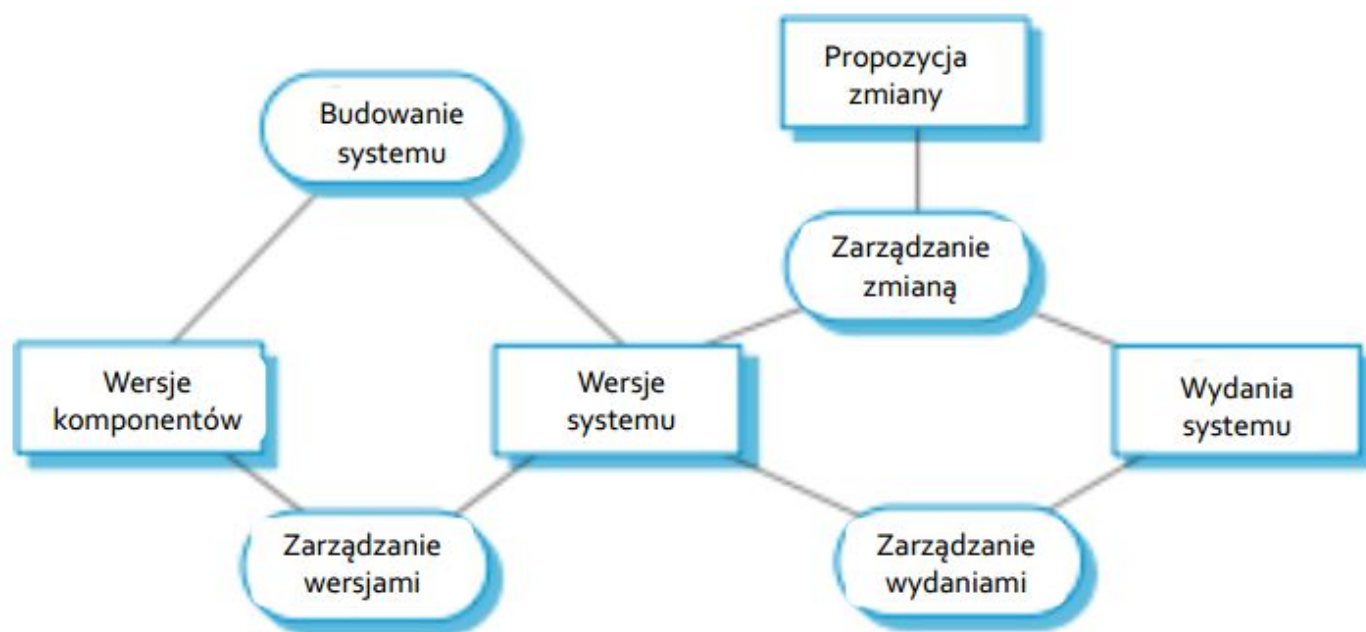 Propozycja
zmiany
Budowanie
systemu
Zarządzanie
zmianą
Wersje
komponentów
Wersje
systemu
Wydania
systemu
Zarządzanie
wersjami
Zarządzanie
wydaniami